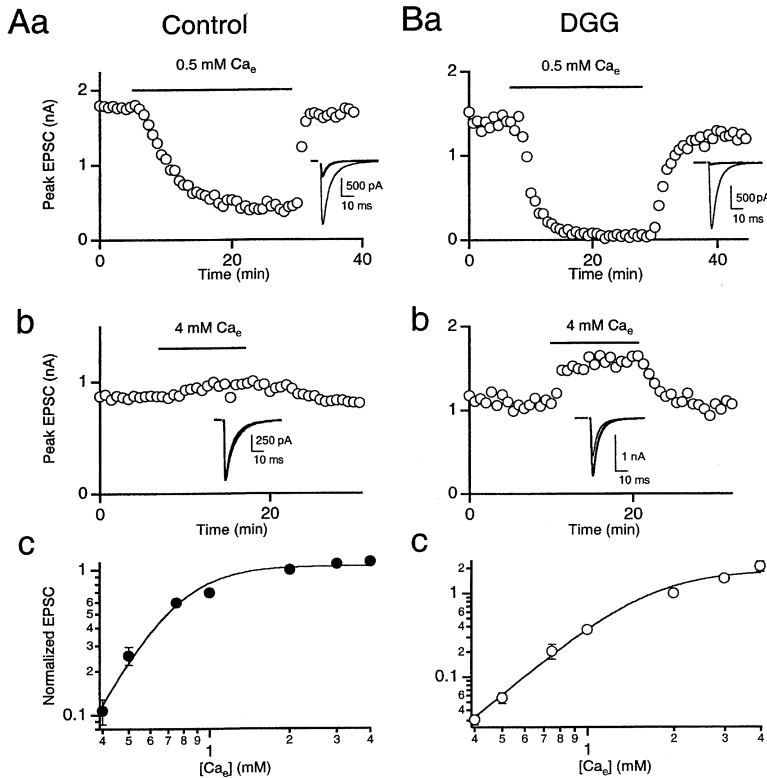 Aa Control
0.5 mM Cae
Peak EPSC (nA)
2
1
0
500 pA
10 ms
0 20 40
Time (min)
Ba DGG
0.5 mM Cae
2
1
0
500pA
10 ms
0 20 40
Time (min)
b
4 mM Cae
Peak EPSC (nA)
1
0
250 pA
10 ms
0 20
Time (min)
b
4 mM Cae
2
1
0
1 nA
10 ms
0 20
Time (min)
c
Normalized EPSC
1
6
5
4
3
2
0.1
4 5 6 7 8 9 1 2 3 4
[Cae] (mM)
c
2
1
6
4
2
0.1
6
4
4 5 6 7 8 9 1 2 3 4
[Cae] (mM)